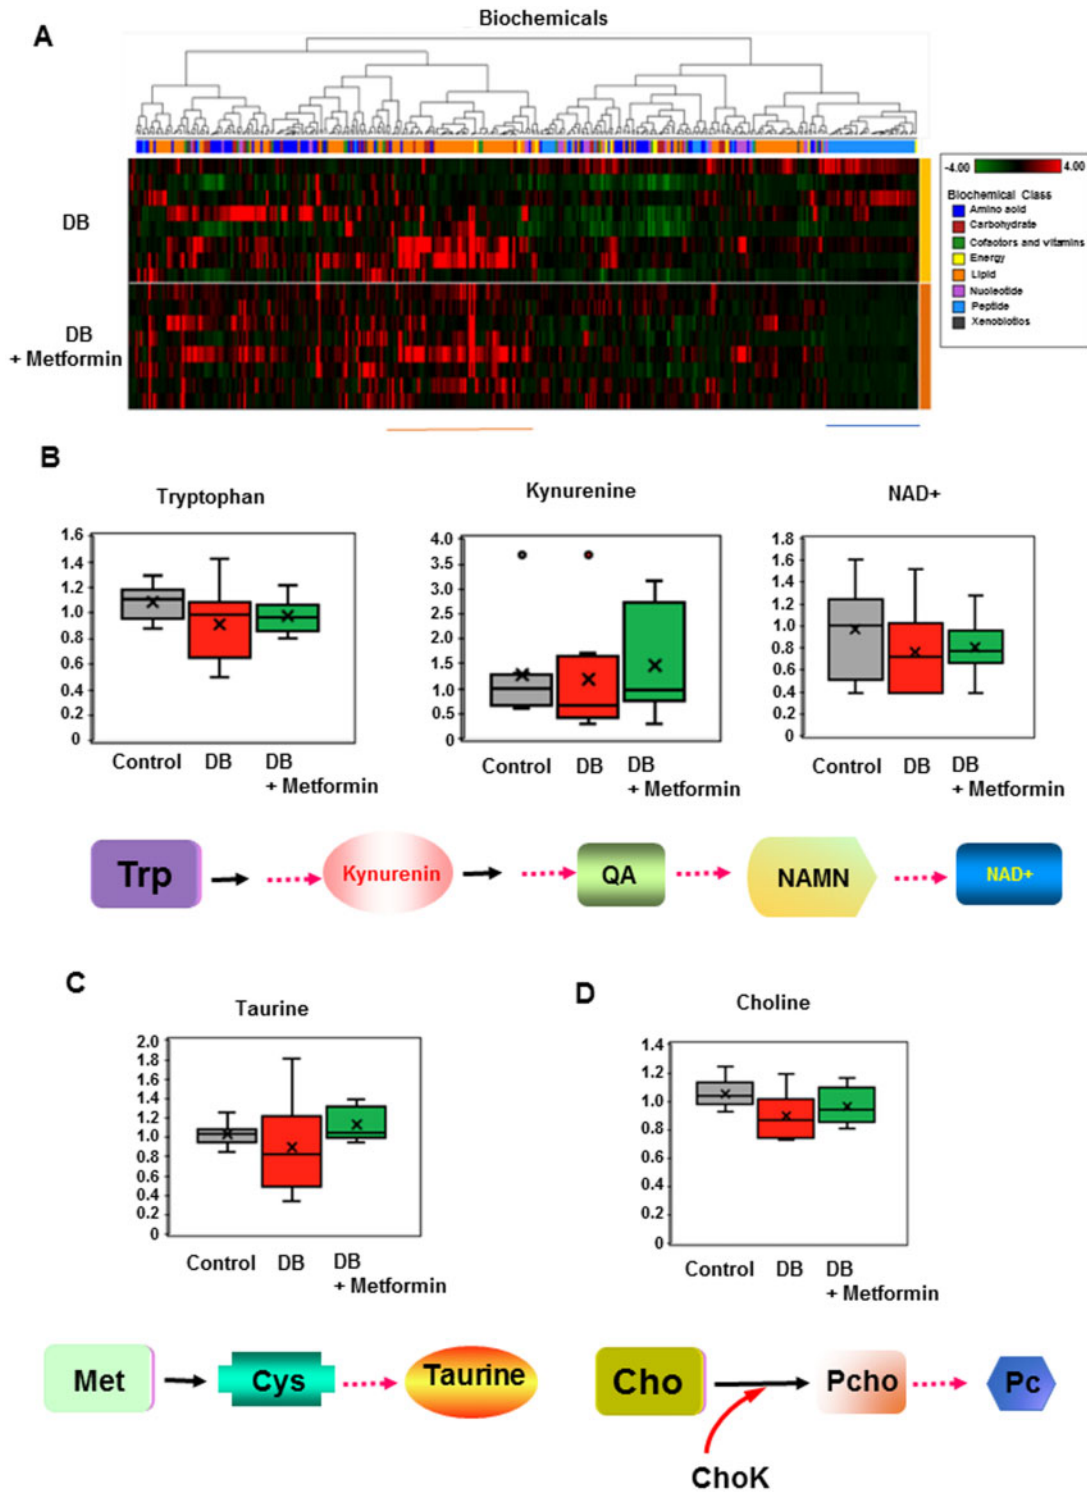 A
Biochemicals
DB
DB
+ Metformin
-4.00 4.00
Biochemical Class
Amino aoid
Carbohydrate
Cofaotors and vitamins
Energy
Lipid
Nuoleotide
Peptide
Xenobiotios
B
Tryptophan
1.6
1.4
1.2
1.0
0.8
0.6
0.4
0.2
0
Control DB DB
+ Metformin
Kynurenine
4.0
3.5
3.0
2.5
2.0
1.5
1.0
0.5
0
Control DB DB
+ Metformin
NAD+
1.8
1.6
1.4
1.2
1.0
0.8
0.6
0.4
0.2
0
Control DB DB
+ Metformin
Trp Kynurenin QA NAMN NAD+
C
Taurine
2.0
1.8
1.6
1.4
1.2
1.0
0.8
0.6
0.4
0.2
0
Control DB DB
+ Metformin
D
Choline
1.4
1.2
1.0
0.8
0.6
0.4
0.2
0
Control DB DB
+ Metformin
Met Cys Taurine
Cho Pcho Pc
ChoK